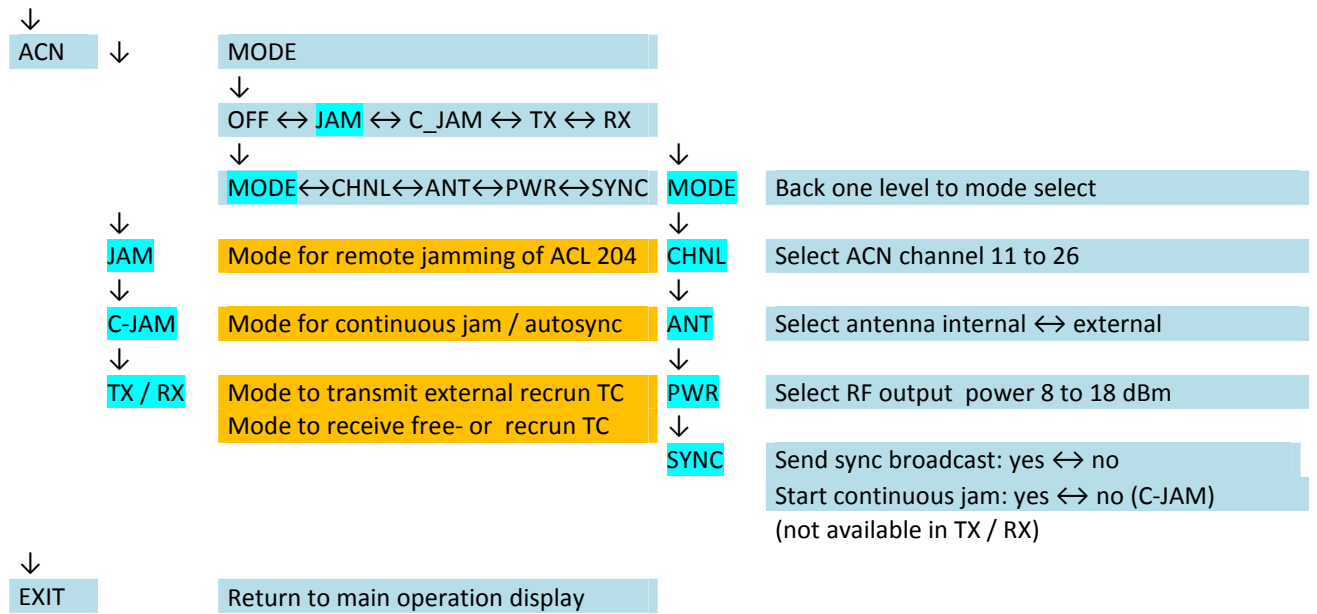 ↓
ACN ↓ MODE
↓
OFF ↔ JAM ↔ C_JAM ↔ TX ↔ RX
↓ ↓
MODE↔CHNL↔ANT↔PWR↔SYNC MODE Back one level to mode select
↓ ↓
JAM Mode for remote jamming of ACL 204 CHNL Select ACN channel 11 to 26
↓ ↓
C-JAM Mode for continuous jam / autosync ANT Select antenna internal ↔ external
↓ ↓
TX / RX Mode to transmit external recrun TC PWR Select RF output power 8 to 18 dBm
Mode to receive free- or recrun TC ↓
SYNC Send sync broadcast: yes ↔ no
Start continuous jam: yes ↔ no (C-JAM)
(not available in TX / RX)
↓
EXIT Return to main operation display